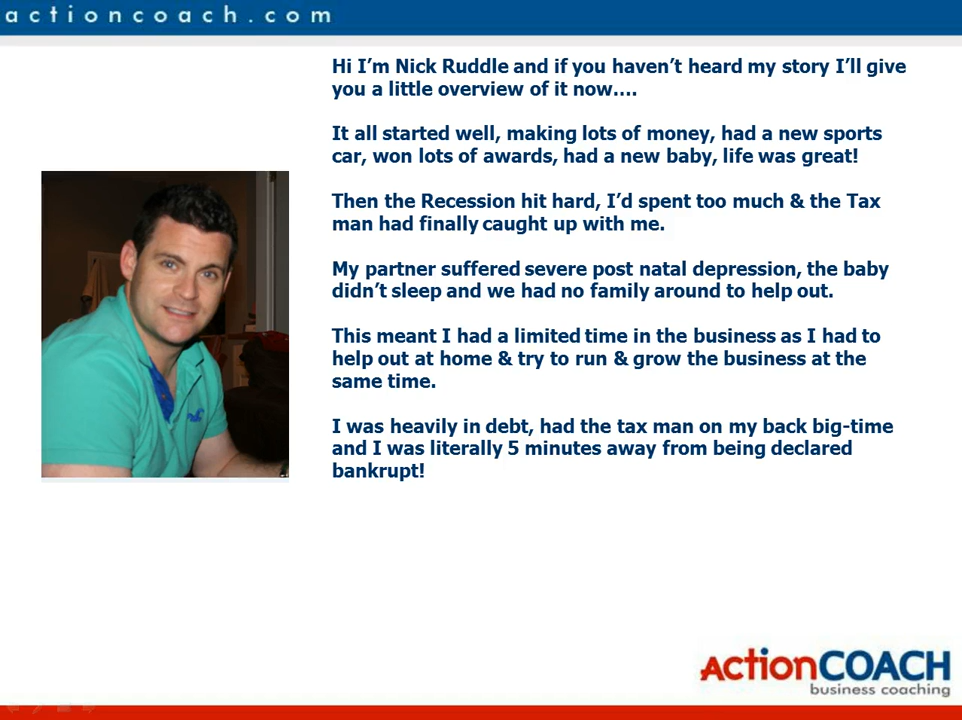 actioncoach.com
Hi I’m Nick Ruddle and if you haven’t heard my story I’ll give
you a little overview of it now....
It all started well, making lots of money, had a new sports
car, won lots of awards, had a new baby, life was great!
Then the Recession hit hard, I’d spent too much & the Tax
man had finally caught up with me.
My partner suffered severe post natal depression, the baby
didn’t sleep and we had no family around to help out.
This meant I had a limited time in the business as I had to
help out at home & try to run & grow the business at the
same time.
I was heavily in debt, had the tax man on my back big-time
and I was literally 5 minutes away from being declared
bankrupt!
ActionCOACH
business coaching